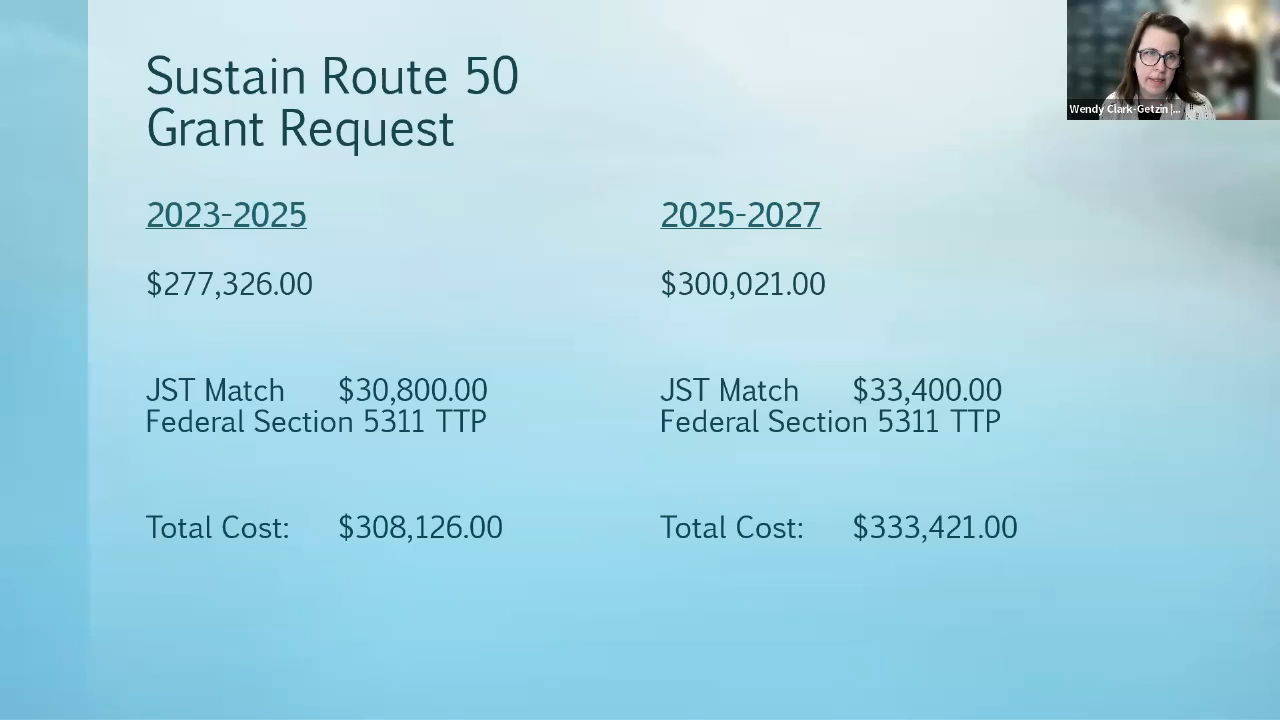 Sustain Route 50
Grant Request
Wendy Clark-Getzin |...
2023-2025
$277,326.00
JST Match $30,800.00
Federal Section 5311 TTP
Total Cost: $308,126.00
2025-2027
$300,021.00
JST Match $33,400.00
Federal Section 5311 TTP
Total Cost: $333,421.00